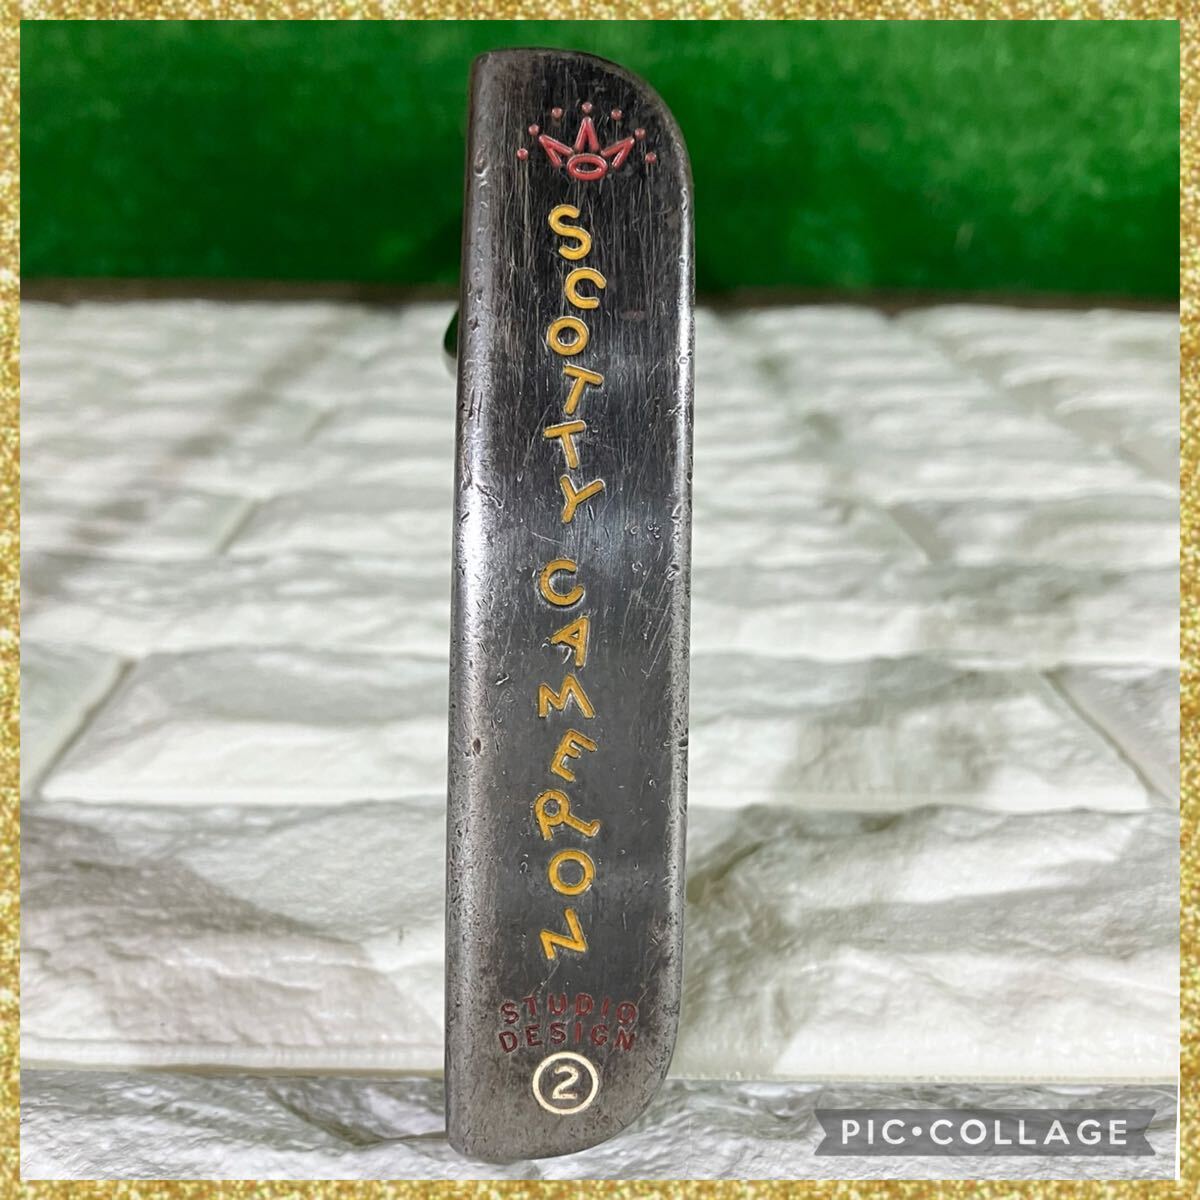 SCOTTY CAMERON
STUDIO
DESIGN
2
PIC•COLLAGE